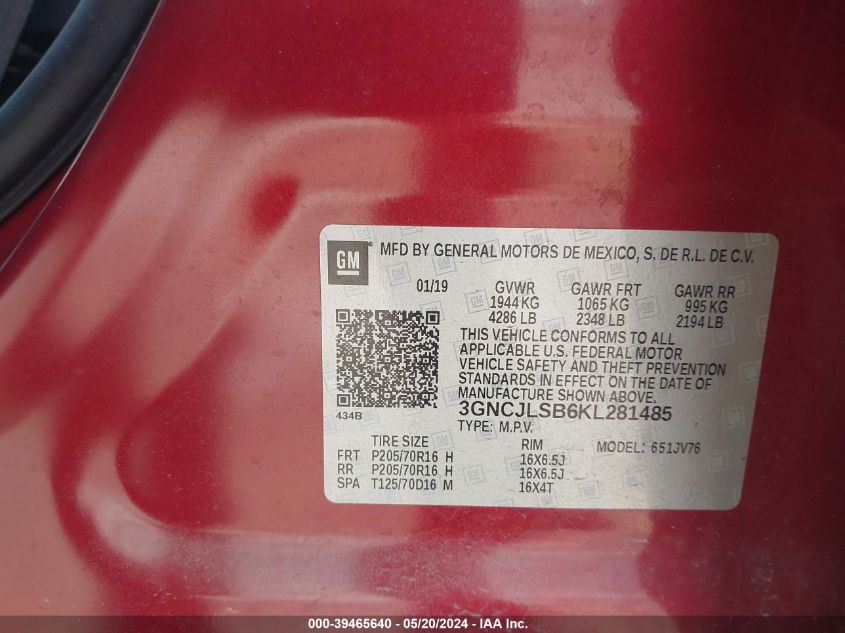 GM
MFD BY GENERAL MOTORS DE MEXICO, S. DE R.L. DE C.V.
01/19 GVWR GAWR FRT GAWR RR
1944 KG 1065 KG 995 KG
4286 LB 2348 LB 2194 LB
THIS VEHICLE CONFORMS TO ALL
APPLICABLE U.S. FEDERAL MOTOR
VEHICLE SAFETY AND THEFT PREVENTION
STANDARDS IN EFFECT ON THE DATE OF
MANUFACTURE SHOWN ABOVE.
434B
3GNCJLSB6KL281485
TYPE: M.P.V.
TIRE SIZE RIM MODEL: 651JV76
FRT P205/70R16 H 16X6.5J
RR P205/70R16 H 16X6.5J
SPA T125/70D16 M 16X4T
000-39465640 - 05/20/2024 - IAAI.com